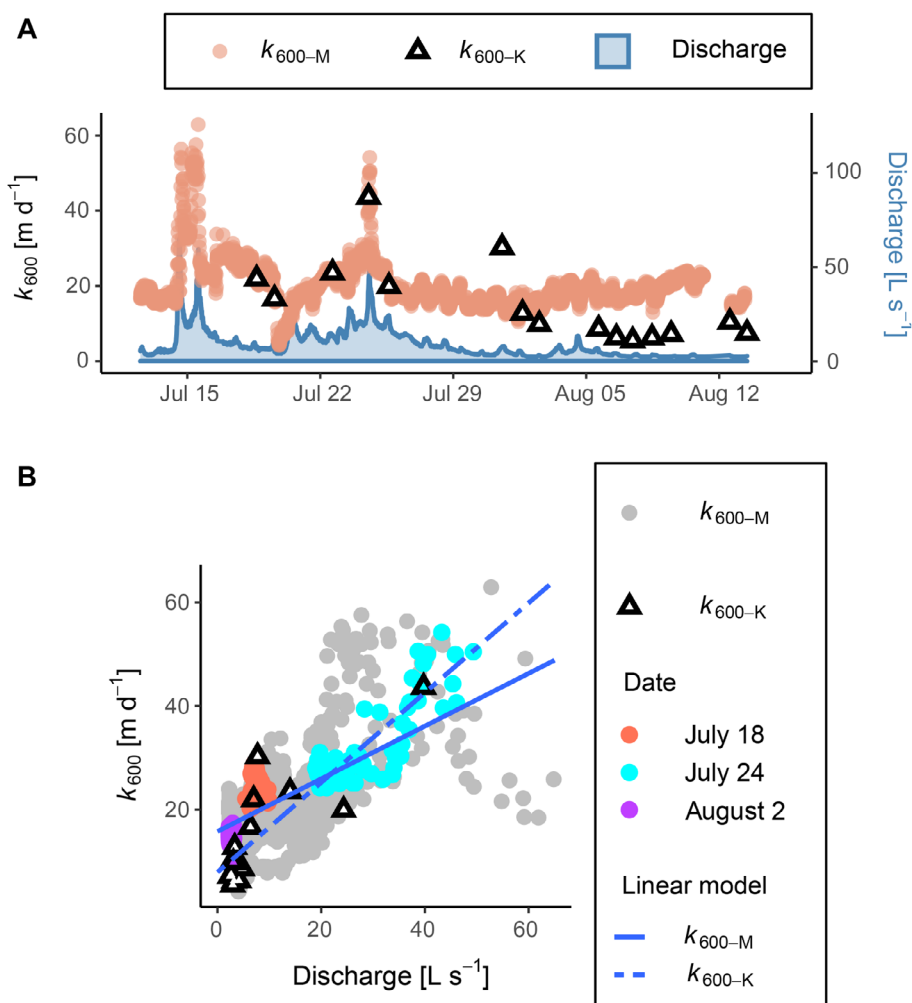 A
k600–M k600–K Discharge
k600 [m d−1]
60
40
20
0
100
50
0
Discharge [L s−1]
Jul 15 Jul 22 Jul 29 Aug 05 Aug 12
B
k600–M
k600–K
Date
July 18
July 24
August 2
Linear model
k600–M
k600–K
k600 [m d−1]
60
40
20
0 20 40 60
Discharge [L s−1]